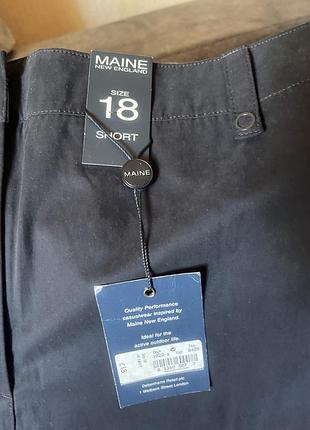 MAINE
NEW ENGLAND
SIZE
18
SHORT
MAINE
Quality Performance
casualwear inspired by
Maine New England.
Ideal for the
active outdoor life.
Debenhams Retail plc
1 Welbeck Street London